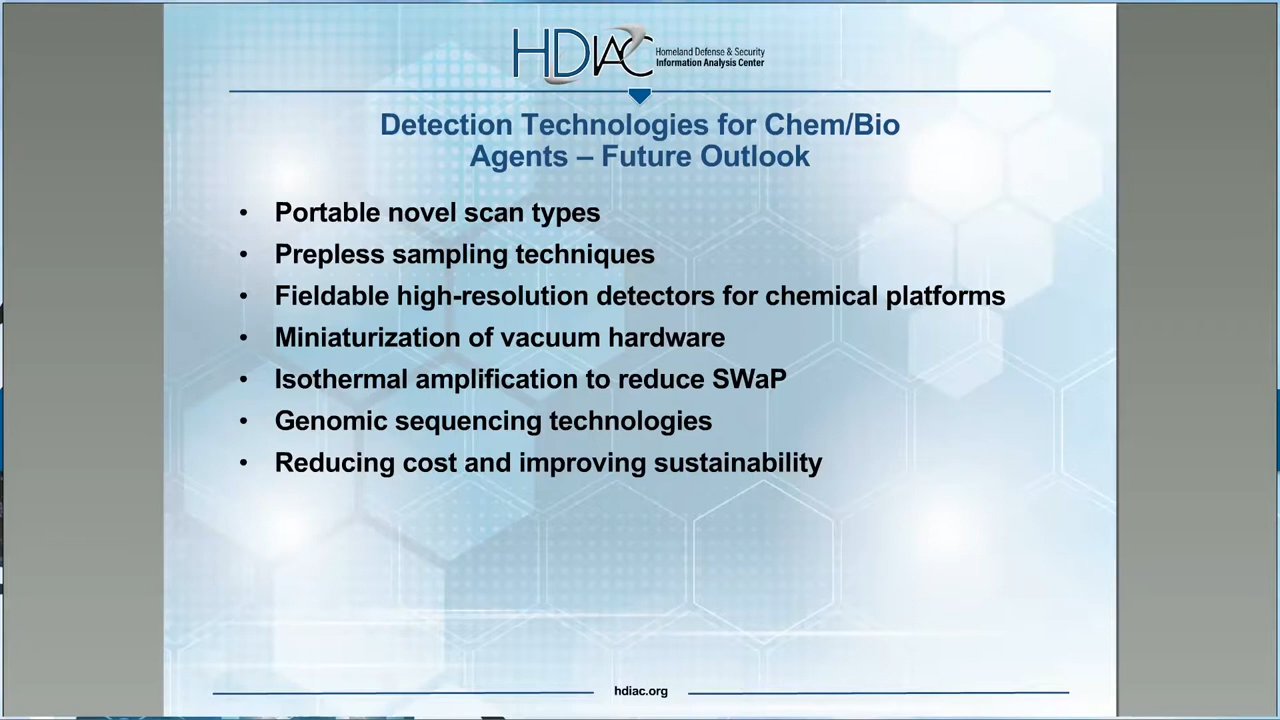 HDIAC
Homeland Defense & Security
Information Analysis Center
Detection Technologies for Chem/Bio
Agents – Future Outlook
• Portable novel scan types
• Prepless sampling techniques
• Fieldable high-resolution detectors for chemical platforms
• Miniaturization of vacuum hardware
• Isothermal amplification to reduce SWaP
• Genomic sequencing technologies
• Reducing cost and improving sustainability
hdiac.org